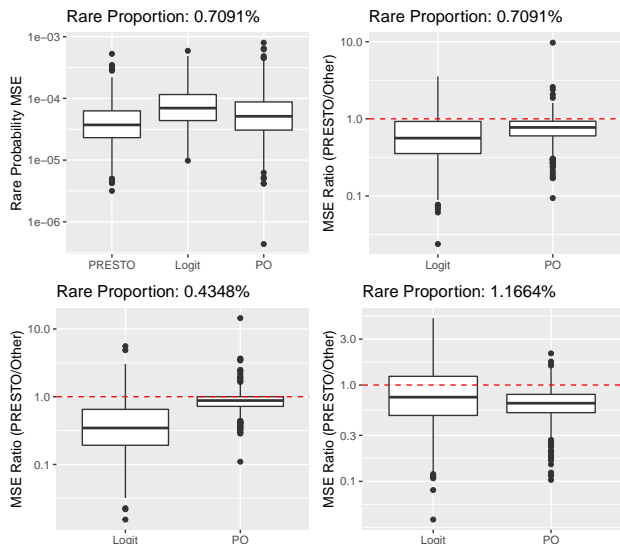 Rare Proportion: 0.7091%
Rare Probability MSE
1e−03
1e−04
1e−05
1e−06
PRESTO Logit PO
Rare Proportion: 0.7091%
MSE Ratio (PRESTO/Other)
10.0
1.0
0.1
Logit PO
Rare Proportion: 0.4348%
MSE Ratio (PRESTO/Other)
10.0
1.0
0.1
Logit PO
Rare Proportion: 1.1664%
MSE Ratio (PRESTO/Other)
3.0
1.0
0.3
0.1
Logit PO